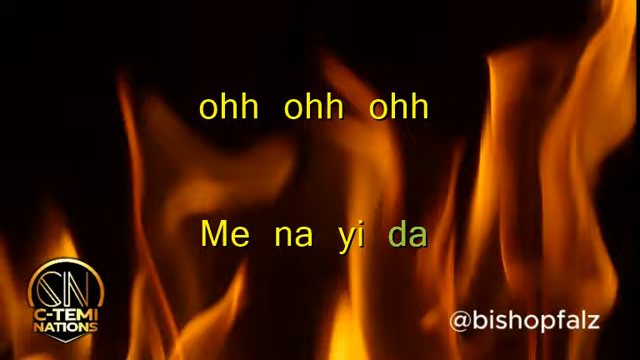 ohh ohh ohh
Me na yi da
C-TEMI
NATIONS
@bishopfalz